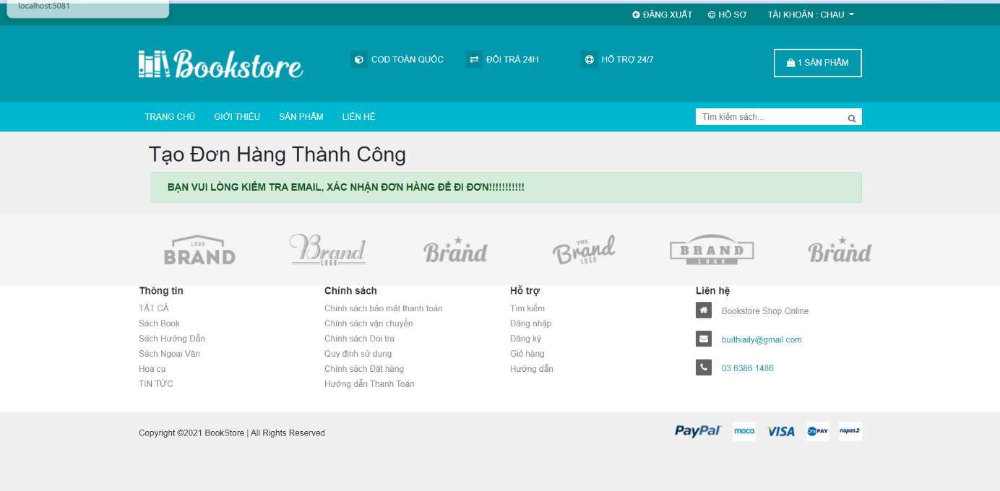 localhost:5081
ĐĂNG XUẤT HỒ SƠ TÀI KHOẢN : CHAU
Bookstore COD TOÀN QUỐC ĐỔI TRẢ 24H HỖ TRỢ 24/7 1 SẢN PHẨM
TRANG CHỦ GIỚI THIỆU SẢN PHẨM LIÊN HỆ Tìm kiếm sách...
Tạo Đơn Hàng Thành Công
BẠN VUI LÒNG KIỂM TRA EMAIL, XÁC NHẬN ĐƠN HÀNG ĐỂ ĐI ĐƠN!!!!!!!!!!!
LOGO BRAND
Brand LOGO
Brand
THE Brand LOGO
BRAND LOGO
Brand
Thông tin
TẤT CẢ
Sách Book
Sách Hướng Dẫn
Sách Ngoại Văn
Họa cụ
TIN TỨC
Chính sách
Chính sách bảo mật thanh toán
Chính sách vận chuyển
Chính sách Doi tra
Quy định sử dụng
Chính sách Đặt hàng
Hướng dẫn Thanh Toán
Hỗ trợ
Tìm kiếm
Đăng nhập
Đăng ký
Giỏ hàng
Hướng dẫn
Liên hệ
Bookstore Shop Online
buithiaily@gmail.com
03 6386 1486
Copyright ©2021 BookStore | All Rights Reserved
PayPal moca VISA OnePAY napas